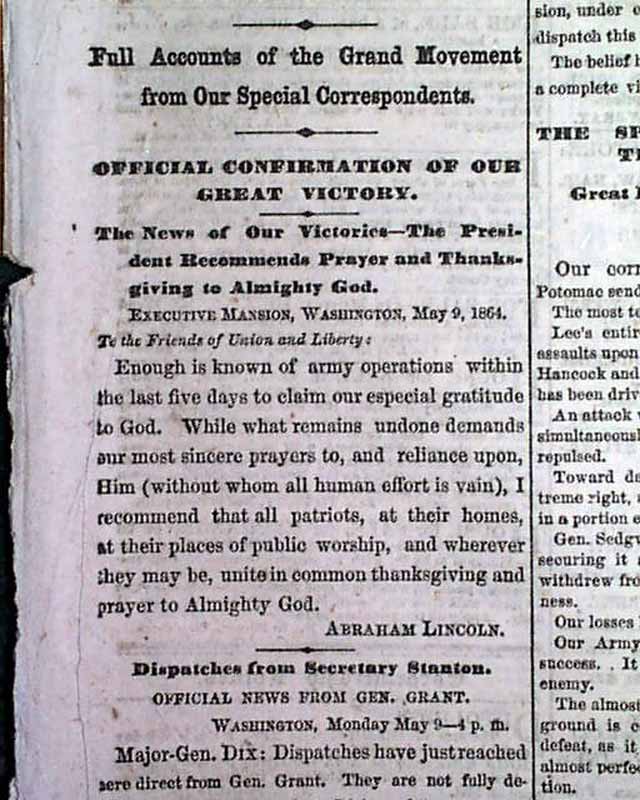 Full Accounts of the Grand Movement
from Our Special Correspondents.
OFFICIAL CONFIRMATION OF OUR
GREAT VICTORY.
The News of Our Victories—The Presi-
dent Recommends Prayer and Thanks-
giving to Almighty God.
EXECUTIVE MANSION, WASHINGTON, May 9, 1864.
To the Friends of Union and Liberty:
Enough is known of army operations within
the last five days to claim our especial gratitude
to God. While what remains undone demands
our most sincere prayers to, and reliance upon,
Him (without whom all human effort is vain), I
recommend that all patriots, at their homes,
at their places of public worship, and wherever
they may be, unite in common thanksgiving and
prayer to Almighty God.
ABRAHAM LINCOLN.
Dispatches from Secretary Stanton.
OFFICIAL NEWS FROM GEN. GRANT.
WASHINGTON, Monday May 9—4 p. m.
Major-Gen. DIX: Dispatches have just reached
here direct from Gen. Grant. They are not fully de-
sion, under
dispatch this
The belief
a complete vi
THE SP
Great
Our corr
Potomac send
The most te
Lee's entir
assaults upon
Hancock and
has been driv
An attack
simultaneousl
repulsed.
Toward da
treme right,
in a portion
Gen. Sedgw
securing it
withdrew fro
ness.
Our losses
Our Army
success. . It
enemy.
The almost
ground is c
defeat, as it
almost perfe
tion.